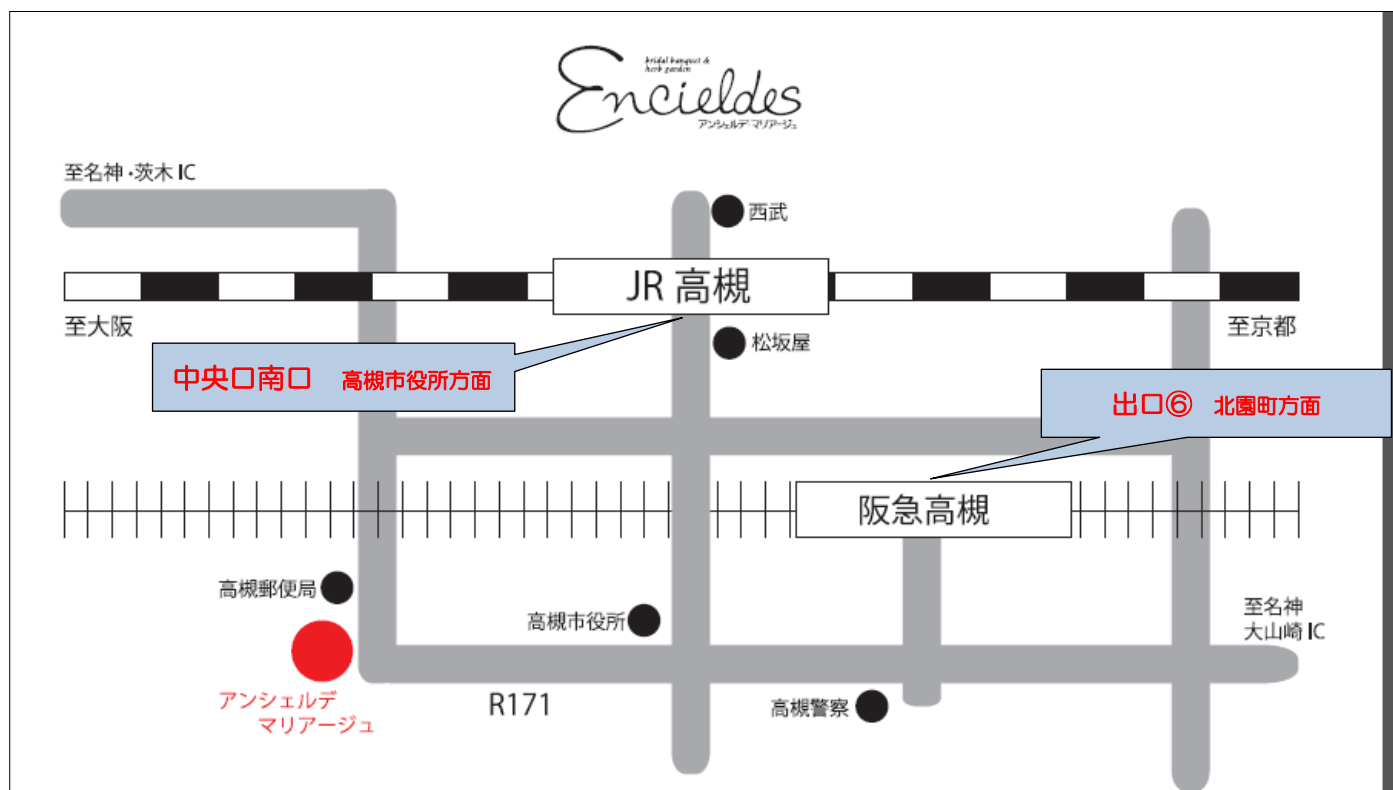 bridal banquet &
herb garden
Encieldes
アンシェルデ・マリアージュ
至名神・茨木 IC
西武
JR 高槻
至大阪
至京都
松坂屋
中央口南口　高槻市役所方面
出口⑥　北園町方面
阪急高槻
高槻郵便局
高槻市役所
至名神
大山崎 IC
アンシェルデ
マリアージュ
R171
高槻警察